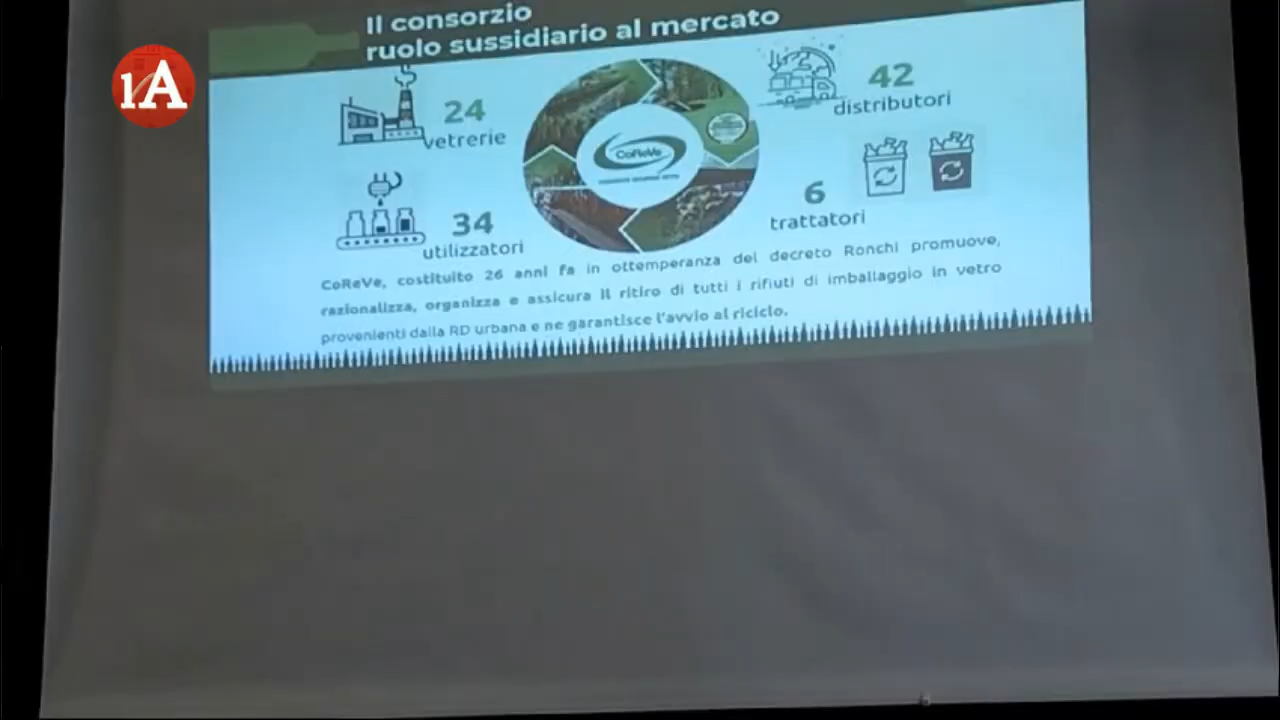 Il consorzio
ruolo sussidiario al mercato
1A
24
vetrerie
42
distributori
CoReVe
34
utilizzatori
6
trattatori
CoReVe, costituito 26 anni fa in ottemperanza del decreto Ronchi promuove,
razionalizza, organizza e assicura il ritiro di tutti i rifiuti di imballaggio in vetro
provenienti dalla RD urbana e ne garantisce l'avvio al riciclo.